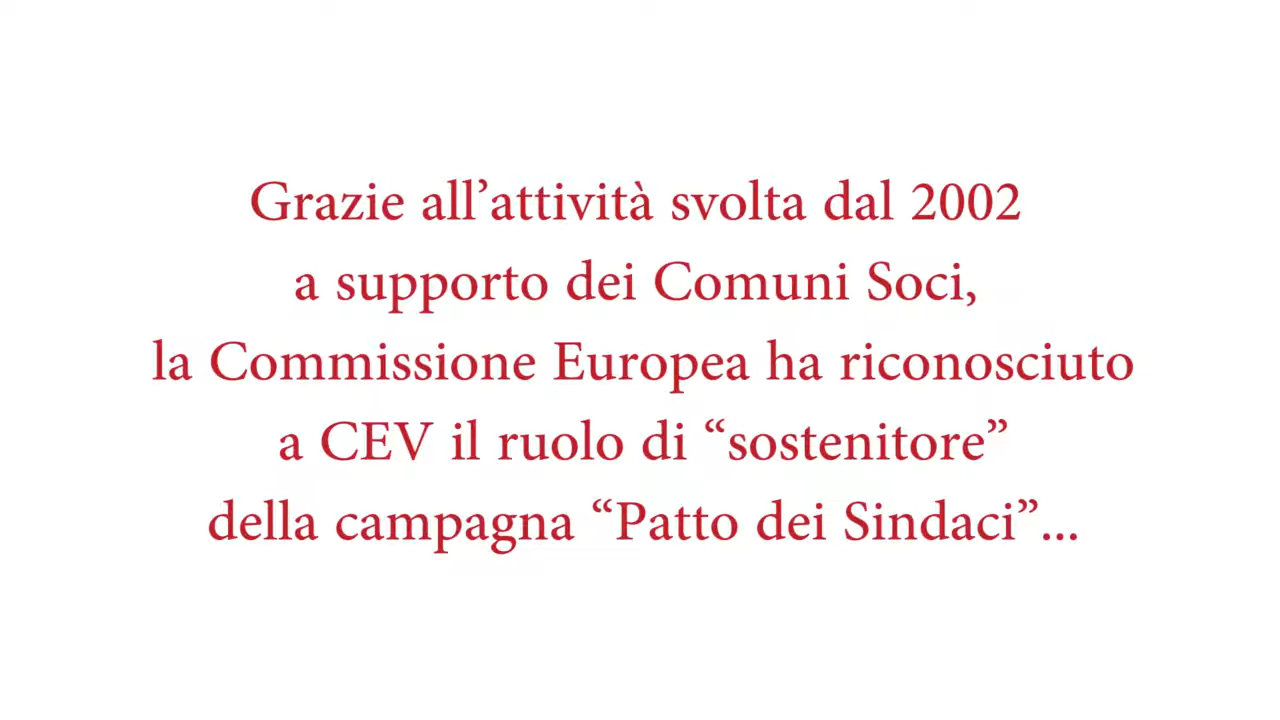 Grazie all’attività svolta dal 2002
a supporto dei Comuni Soci,
la Commissione Europea ha riconosciuto
a CEV il ruolo di “sostenitore”
della campagna “Patto dei Sindaci”...